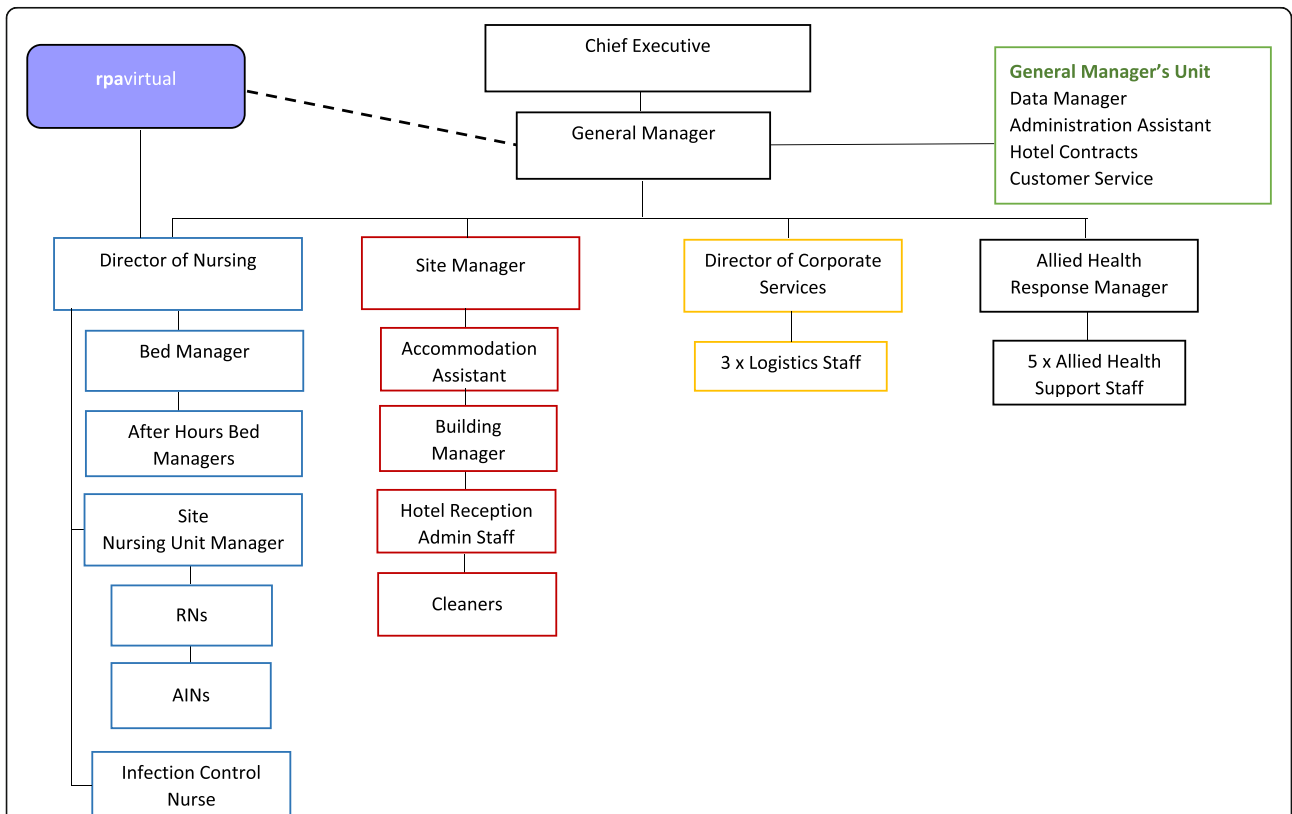 Chief Executive
rpavirtual
General Manager
General Manager’s Unit
Data Manager
Administration Assistant
Hotel Contracts
Customer Service
Director of Nursing
Bed Manager
After Hours Bed
Managers
Site
Nursing Unit Manager
RNs
AINs
Infection Control
Nurse
Site Manager
Accommodation
Assistant
Building
Manager
Hotel Reception
Admin Staff
Cleaners
Director of Corporate
Services
3 x Logistics Staff
Allied Health
Response Manager
5 x Allied Health
Support Staff